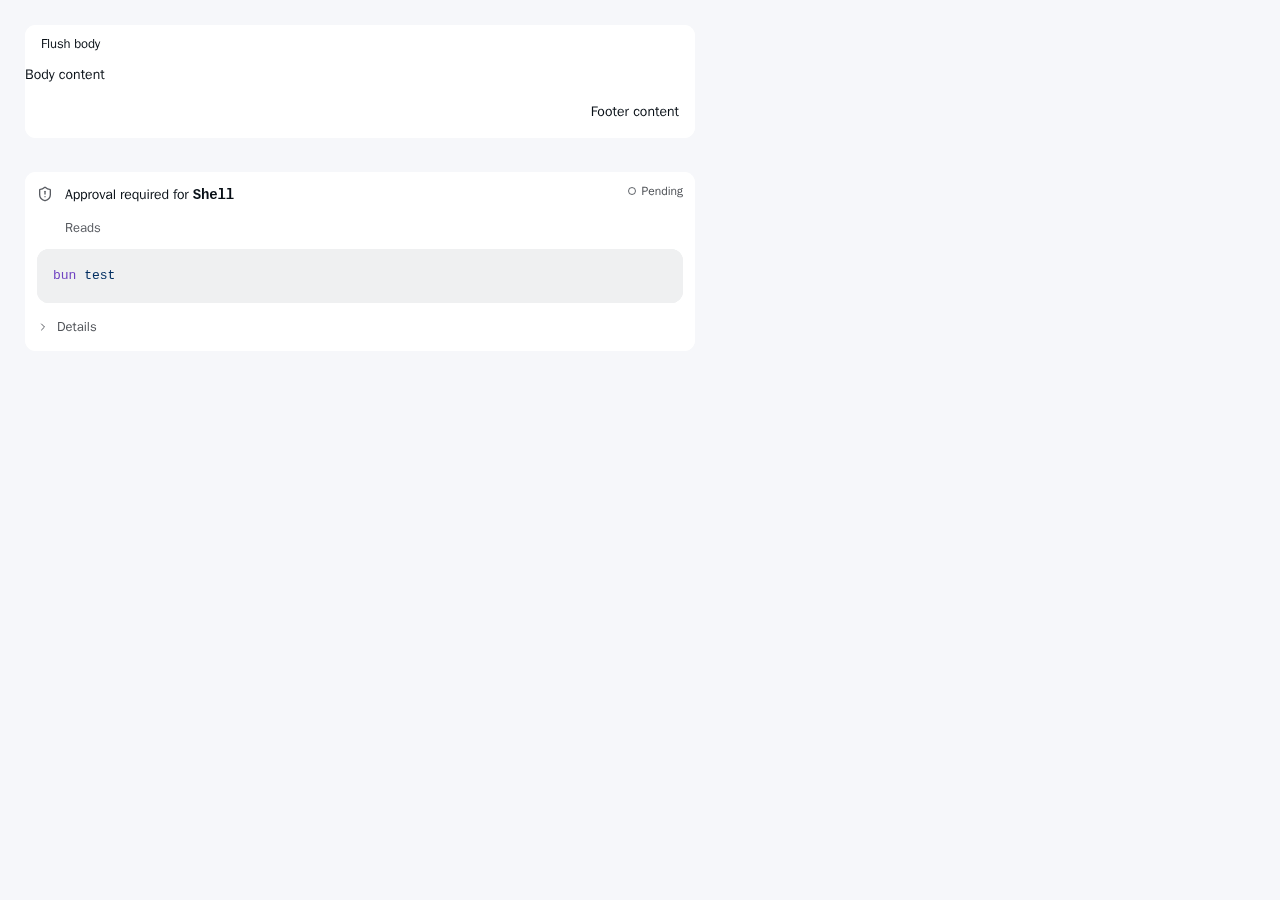 Flush body
Body content
Footer content
Approval required for Shell
Pending
Reads
bun test
Details